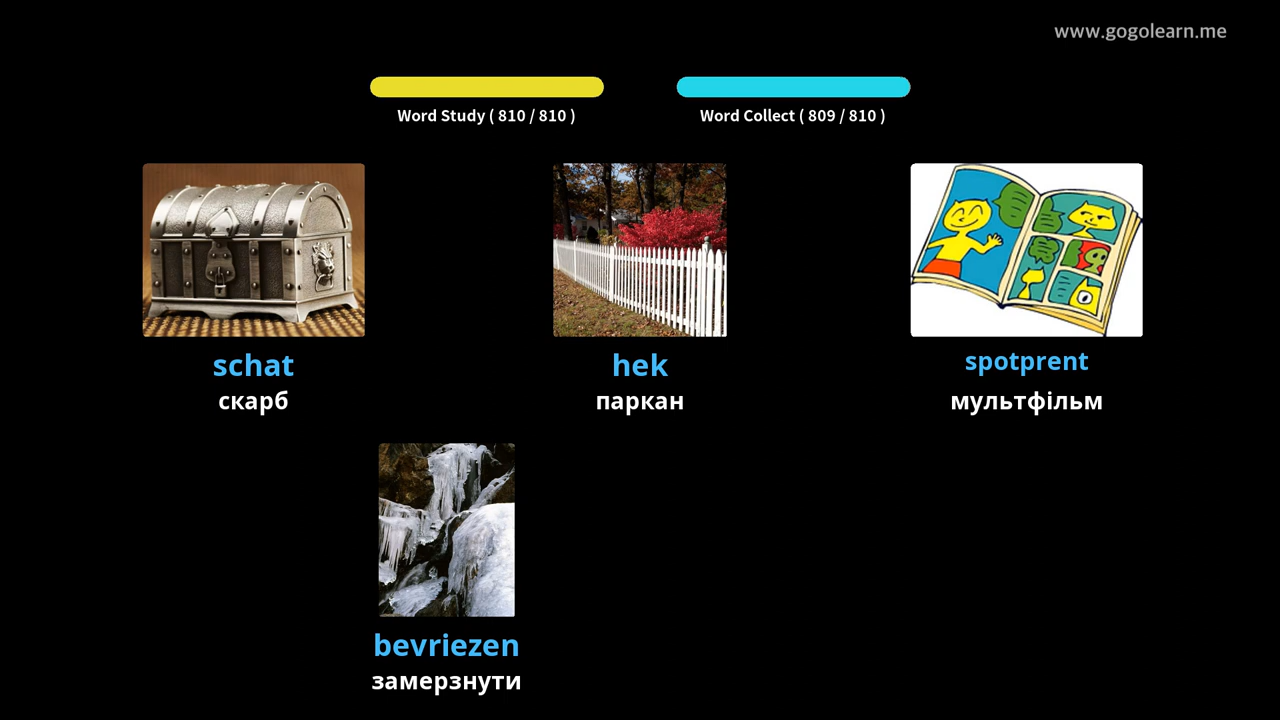 www.gogolearn.me
Word Study ( 810 / 810 )
Word Collect ( 809 / 810 )
schat
скарб
hek
паркан
spotprent
мультфільм
bevriezen
замерзнути